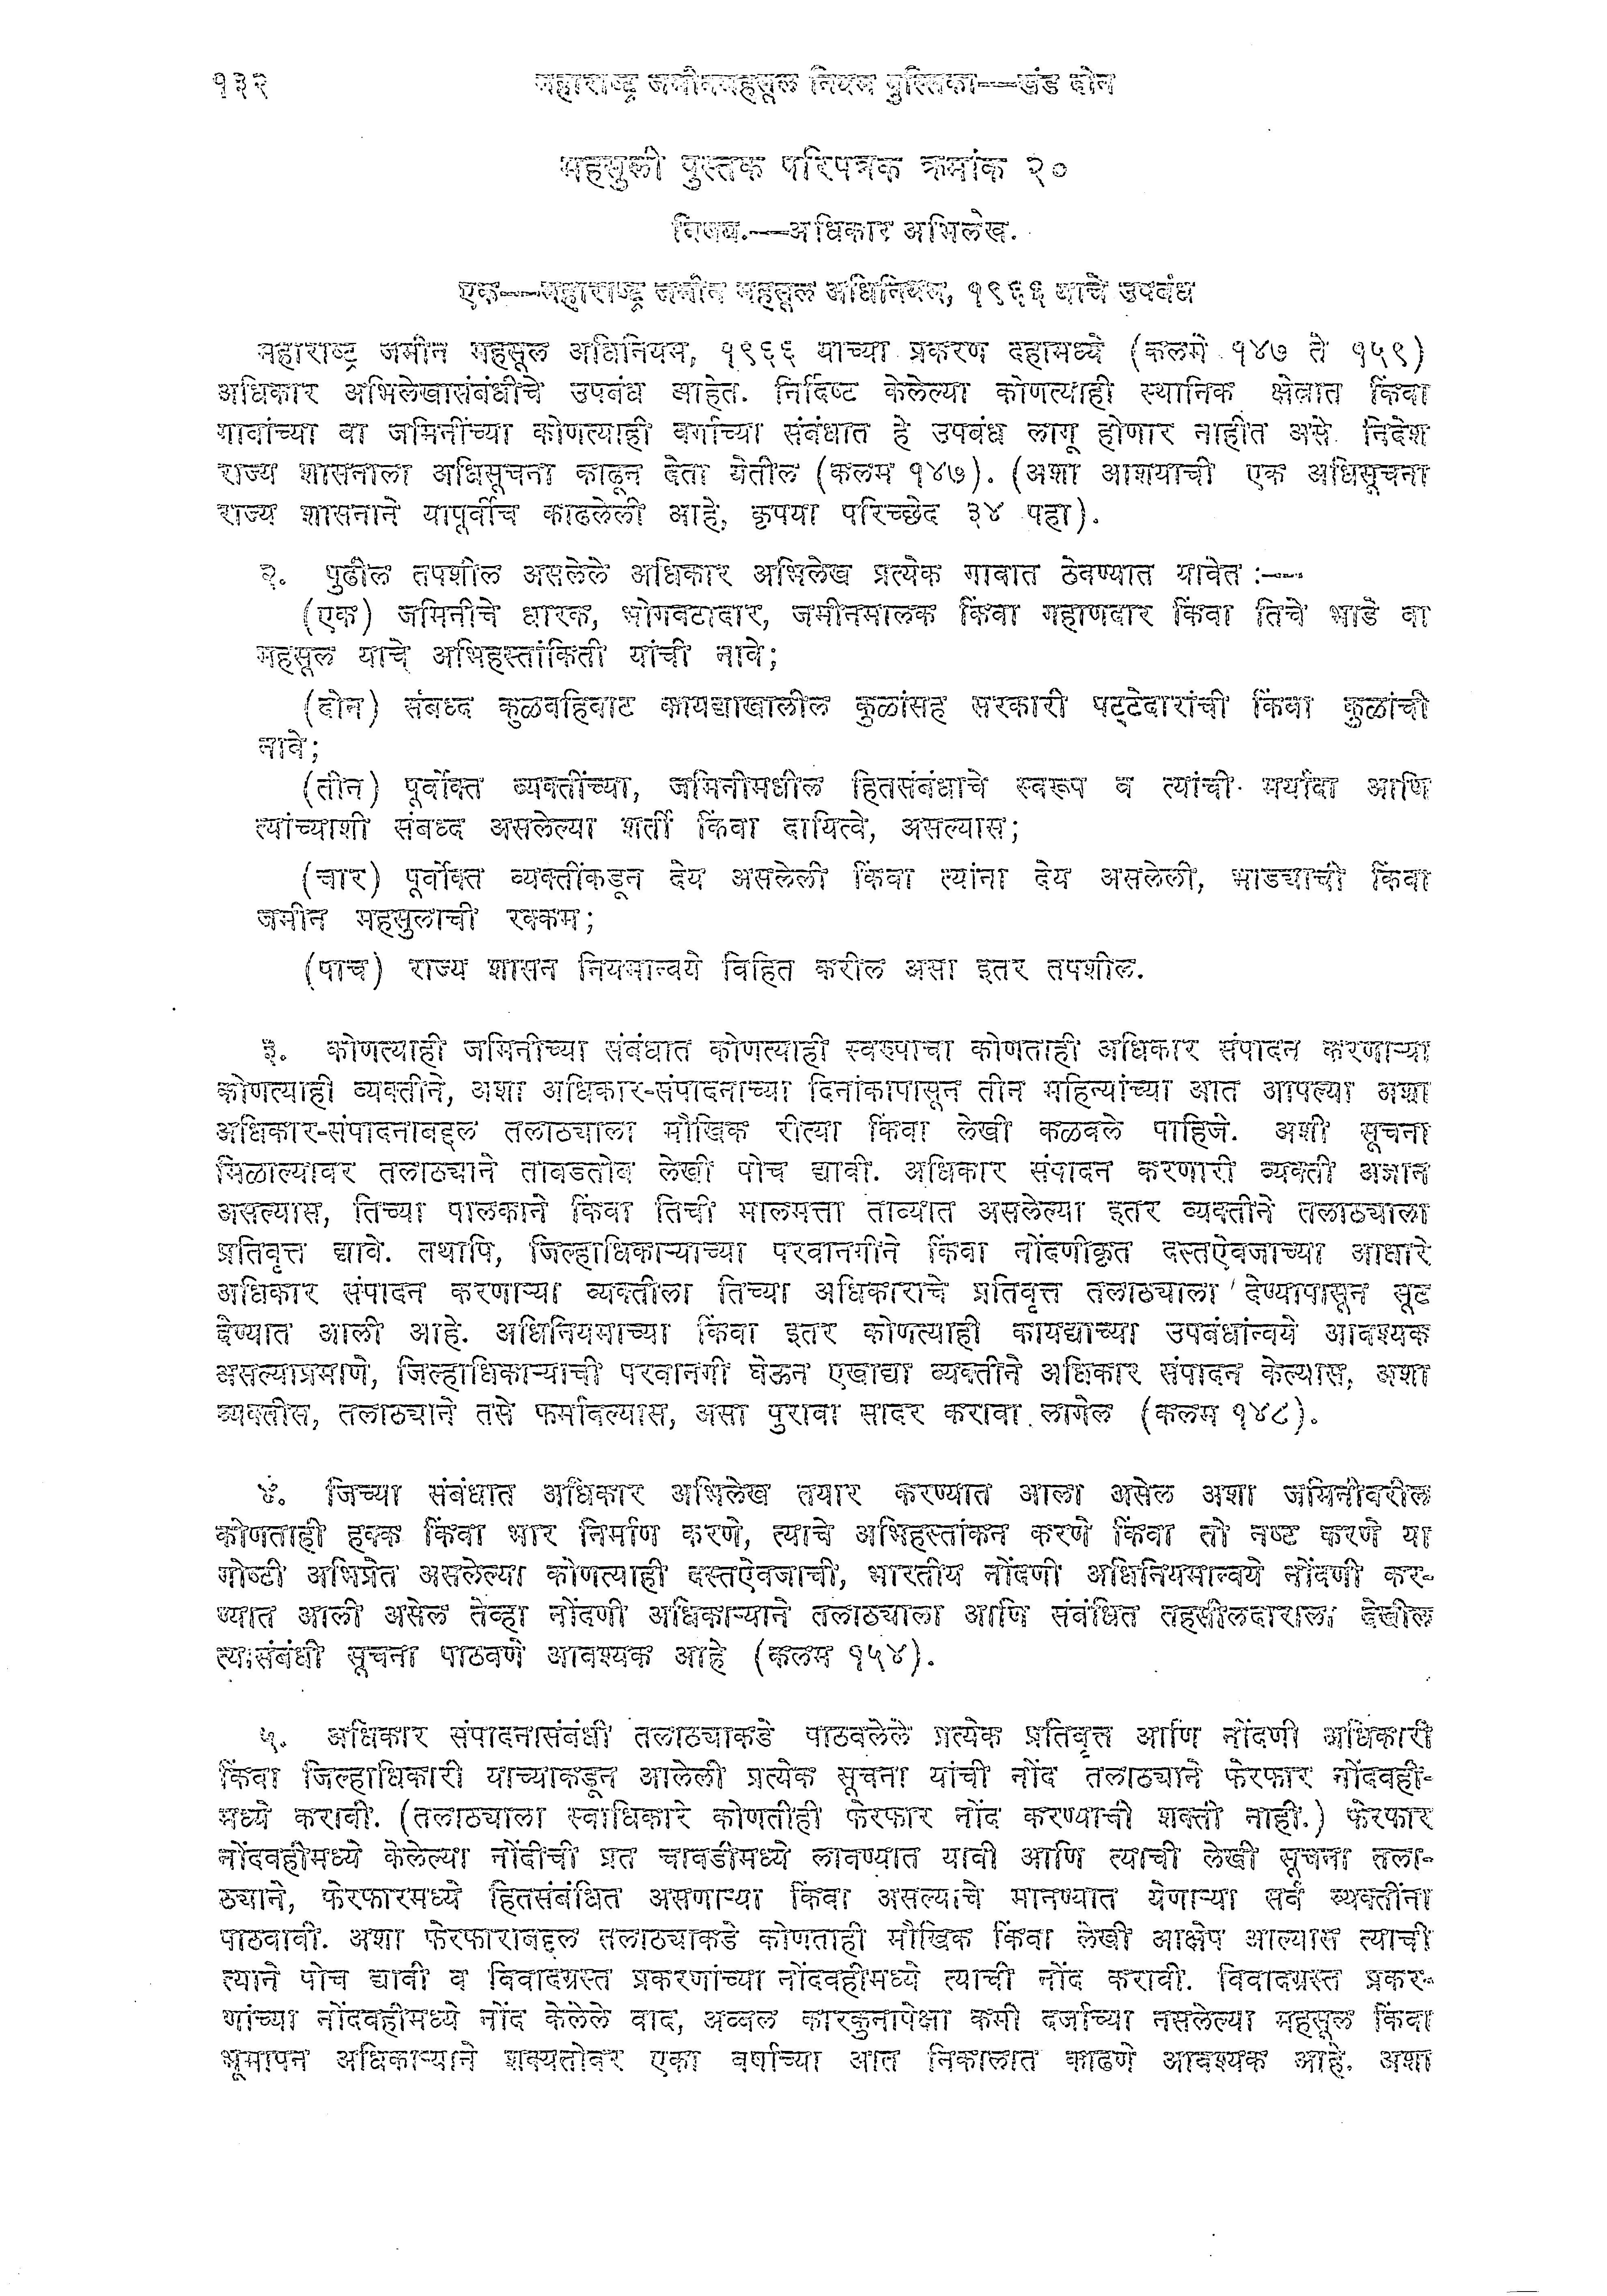 १३२ महाराष्ट्र जमीनमहसूल नियम पुस्तिका—खंड दोन
महसुली पुस्तक परिपत्रक क्रमांक २०
विषय.—अधिकार अभिलेख.
एक—महाराष्ट्र जमीन महसूल अधिनियम, १९६६ याचे उपबंध
महाराष्ट्र जमीन महसूल अधिनियम, १९६६ याच्या प्रकरण दहामध्ये (कलमे १४७ ते १५९)
अधिकार अभिलेखासंबंधीचे उपबंध आहेत. निर्दिष्ट केलेल्या कोणत्याही स्थानिक क्षेत्रात किंवा
गावांच्या वा जमिनींच्या कोणत्याही वर्गाच्या संबंधात हे उपबंध लागू होणार नाहीत असे निदेश
राज्य शासनाला अधिसूचना काढून देता येतील (कलम १४७). (अशा आशयाची एक अधिसूचना
राज्य शासनाने यापूर्वीच काढलेली आहे, कृपया परिच्छेद ३४ पहा).
२. पुढील तपशील असलेले अधिकार अभिलेख प्रत्येक गावात ठेवण्यात यावेत :—
(एक) जमिनीचे धारक, भोगवटादार, जमीनमालक किंवा गहाणदार किंवा तिचे भाडे वा
महसूल याचे अभिहस्तांकिती यांची नावे;
(दोन) संबध्द कुळवहिवाट कायद्याखालील कुळांसह सरकारी पट्टेदारांची किंवा कुळांची
नावे;
(तीन) पूर्वोक्त व्यक्तींच्या, जमिनीमधील हितसंबंधाचे स्वरूप व त्यांची मर्यादा आणि
त्यांच्याशी संबध्द असलेल्या शर्ती किंवा दायित्वे, असल्यास;
(चार) पूर्वोक्त व्यक्तींकडून देय असलेली किंवा त्यांना देय असलेली, भाड्याची किंवा
जमीन महसुलाची रक्कम;
(पाच) राज्य शासन नियमान्वये विहित करील असा इतर तपशील.
३. कोणत्याही जमिनीच्या संबंधात कोणत्याही स्वरुपाचा कोणताही अधिकार संपादन करणाऱ्या
कोणत्याही व्यक्तीने, अशा अधिकार-संपादनाच्या दिनांकापासून तीन महिन्यांच्या आत आपल्या अशा
अधिकार-संपादनाबद्दल तलाठ्याला मौखिक रीत्या किंवा लेखी कळवले पाहिजे. अशी सूचना
मिळाल्यावर तलाठ्याने ताबडतोब लेखी पोच द्यावी. अधिकार संपादन करणारी व्यक्ती अज्ञान
असल्यास, तिच्या पालकाने किंवा तिची मालमत्ता ताब्यात असलेल्या इतर व्यक्तीने तलाठ्याला
प्रतिवृत्त द्यावे. तथापि, जिल्हाधिकाऱ्याच्या परवानगीने किंवा नोंदणीकृत दस्तऐवजाच्या आधारे
अधिकार संपादन करणाऱ्या व्यक्तीला तिच्या अधिकाराचे प्रतिवृत्त तलाठ्याला देण्यापासून सूट
देण्यात आली आहे. अधिनियमाच्या किंवा इतर कोणत्याही कायद्याच्या उपबंधांन्वये आवश्यक
असल्याप्रमाणे, जिल्हाधिकाऱ्याची परवानगी घेऊन एखाद्या व्यक्तीने अधिकार संपादन केल्यास, अशा
व्यक्तीस, तलाठ्याने तसे फर्मावल्यास, असा पुरावा सादर करावा लागेल (कलम १४८).
४. जिच्या संबंधात अधिकार अभिलेख तयार करण्यात आला असेल अशा जमिनीवरील
कोणताही हक्क किंवा भार निर्माण करणे, त्याचे अभिहस्तांकन करणे किंवा तो नष्ट करणे या
गोष्टी अभिप्रेत असलेल्या कोणत्याही दस्तऐवजाची, भारतीय नोंदणी अधिनियमान्वये नोंदणी कर-
ण्यात आली असेल तेव्हा नोंदणी अधिकाऱ्याने तलाठ्याला आणि संबंधित तहसीलदाराला देखील
त्यासंबंधी सूचना पाठवणे आवश्यक आहे (कलम १५४).
५. अधिकार संपादनासंबंधी तलाठ्याकडे पाठवलेले प्रत्येक प्रतिवृत्त आणि नोंदणी अधिकारी
किंवा जिल्हाधिकारी याच्याकडून आलेली प्रत्येक सूचना यांची नोंद तलाठ्याने फेरफार नोंदवही-
मध्ये करावी. (तलाठ्याला स्वाधिकारे कोणतीही फेरफार नोंद करण्याची शक्ती नाही.) फेरफार
नोंदवहीमध्ये केलेल्या नोंदीची प्रत चावडीमध्ये लावण्यात यावी आणि त्याची लेखी सूचना तला-
ठ्याने, फेरफारमध्ये हितसंबंधित असणाऱ्या किंवा असल्याचे मानण्यात येणाऱ्या सर्व व्यक्तींना
पाठवावी. अशा फेरफाराबद्दल तलाठ्याकडे कोणताही मौखिक किंवा लेखी आक्षेप आल्यास त्याची
त्याने पोच द्यावी व विवादग्रस्त प्रकरणांच्या नोंदवहीमध्ये त्याची नोंद करावी. विवादग्रस्त प्रकर-
णांच्या नोंदवहीमध्ये नोंद केलेले वाद, अव्वल कारकुनापेक्षा कमी दर्जाच्या नसलेल्या महसूल किंवा
भूमापन अधिकाऱ्याने शक्यतोवर एका वर्षाच्या आत निकालात काढणे आवश्यक आहे. अशा